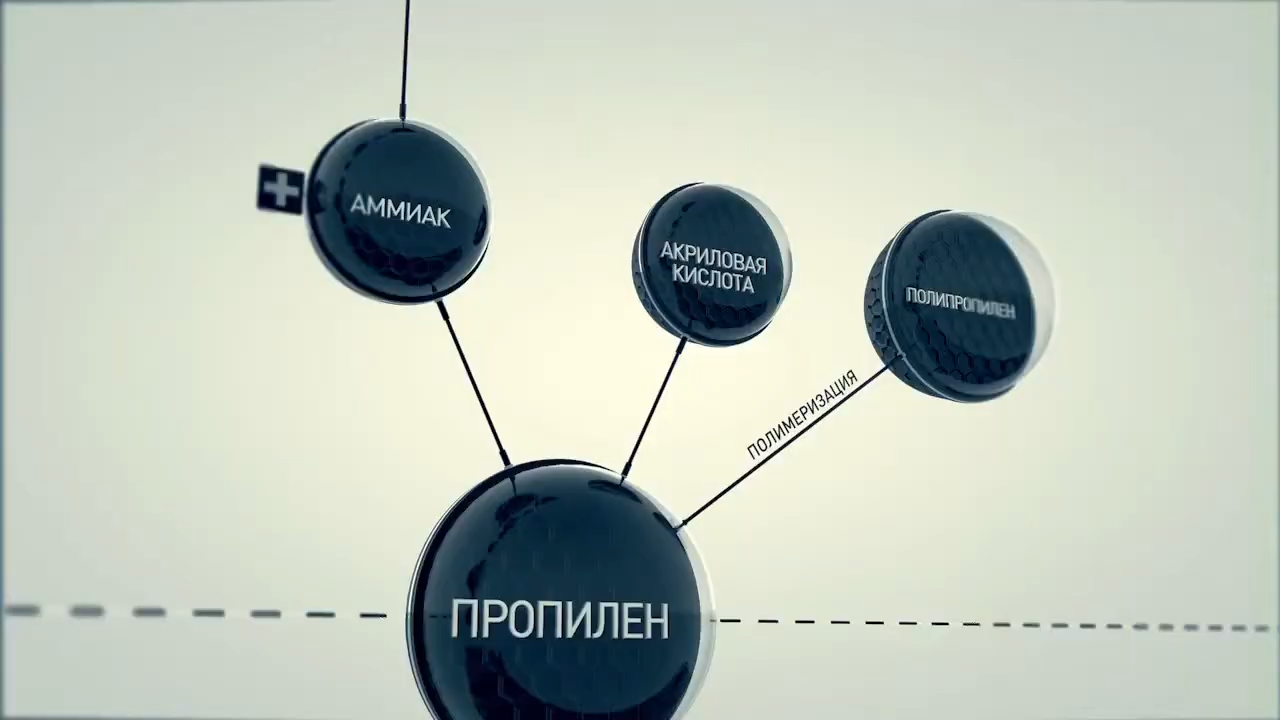 АММИАК
АКРИЛОВАЯ
КИСЛОТА
ПОЛИПРОПИЛЕН
ПОЛИМЕРИЗАЦИЯ
ПРОПИЛЕН